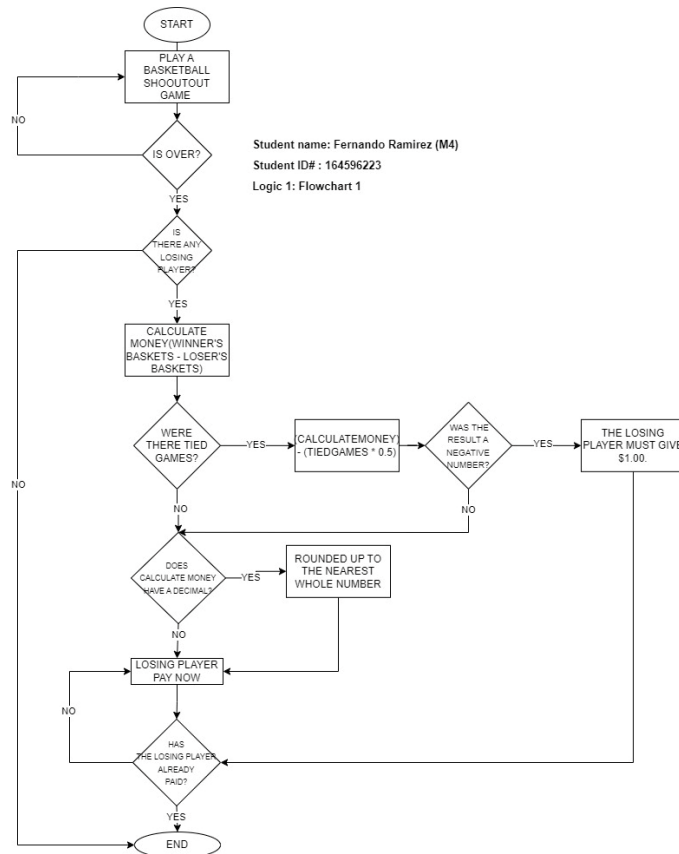 START
PLAY A
BASKETBALL
SHOOUTOUT
GAME
NO
IS OVER?
Student name: Fernando Ramirez (M4)
Student ID# : 164596223
Logic 1: Flowchart 1
YES
IS
THERE ANY
LOSING
PLAYER?
YES
CALCULATE
MONEY(WINNER'S
BASKETS - LOSER'S
BASKETS)
WERE
THERE TIED
GAMES?
YES
(CALCULATEMONEY)
- (TIEDGAMES * 0.5)
WAS THE
RESULT A
NEGATIVE
NUMBER?
YES
THE LOSING
PLAYER MUST GIVE
$1.00.
NO
NO
NO
DOES
CALCULATE MONEY
HAVE A DECIMAL?
YES
ROUNDED UP TO
THE NEAREST
WHOLE NUMBER
NO
LOSING PLAYER
PAY NOW
NO
HAS
THE LOSING PLAYER
ALREADY
PAID?
YES
END